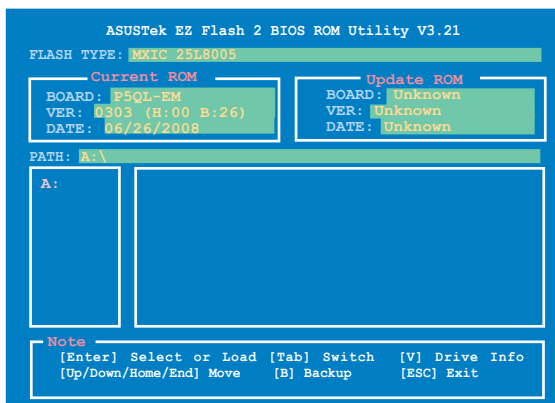 ASUSTek EZ Flash 2 BIOS ROM Utility V3.21
FLASH TYPE: MXIC 25L8005
Current ROM
BOARD: P5QL-EM
VER: 0303 (H:00 B:26)
DATE: 06/26/2008
Update ROM
BOARD: Unknown
VER: Unknown
DATE: Unknown
PATH: A:\
A:
Note
[Enter] Select or Load [Tab] Switch [V] Drive Info
[Up/Down/Home/End] Move [B] Backup [ESC] Exit